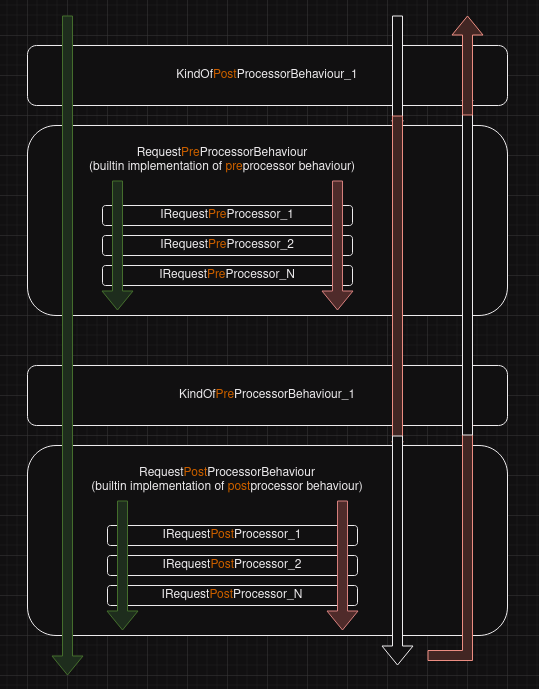 KindOfPostProcessorBehaviour_1
RequestPreProcessorBehaviour
(builtin implementation of preprocessor behaviour)
IRequestPreProcessor_1
IRequestPreProcessor_2
IRequestPreProcessor_N
KindOfPreProcessorBehaviour_1
RequestPostProcessorBehaviour
(builtin implementation of postprocessor behaviour)
IRequestPostProcessor_1
IRequestPostProcessor_2
IRequestPostProcessor_N